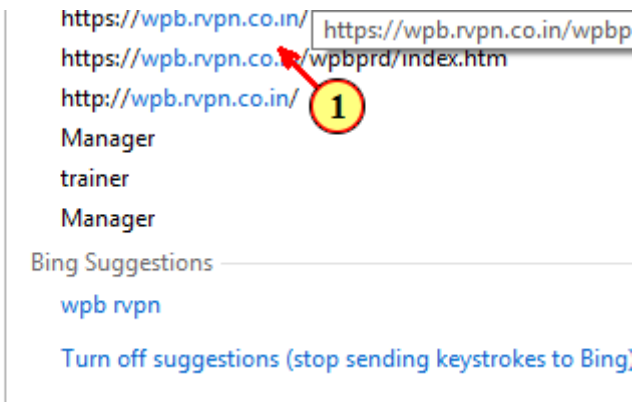 https://wpb.rvpn.co.in/
https://wpb.rvpn.co.in/wpbp
https://wpb.rvpn.co. /wpbprd/index.htm
http://wpb.rvpn.co.in/
1
Manager
trainer
Manager
Bing Suggestions
wpb rvpn
Turn off suggestions (stop sending keystrokes to Bing)